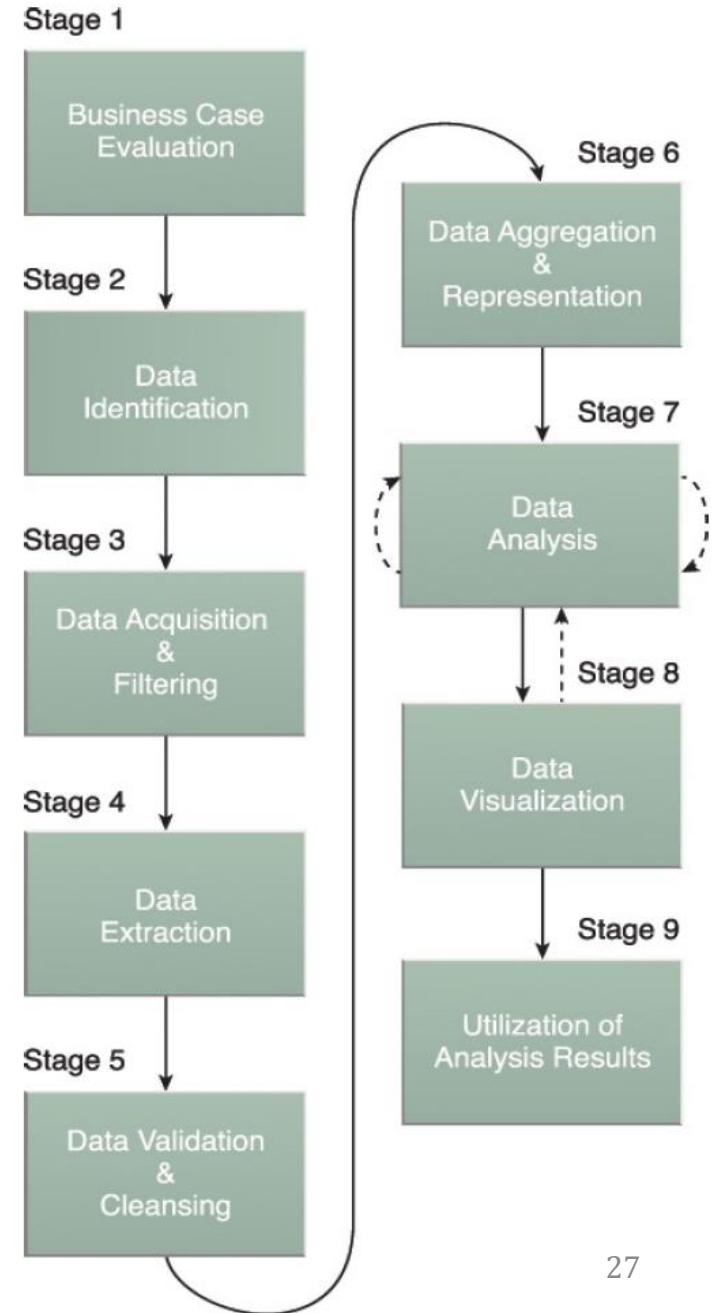 Stage 1
Business Case
Evaluation
Stage 2
Data
Identification
Stage 3
Data Acquisition
&
Filtering
Stage 4
Data
Extraction
Stage 5
Data Validation
&
Cleansing
Stage 6
Data Aggregation
&
Representation
Stage 7
Data
Analysis
Stage 8
Data
Visualization
Stage 9
Utilization of
Analysis Results
27